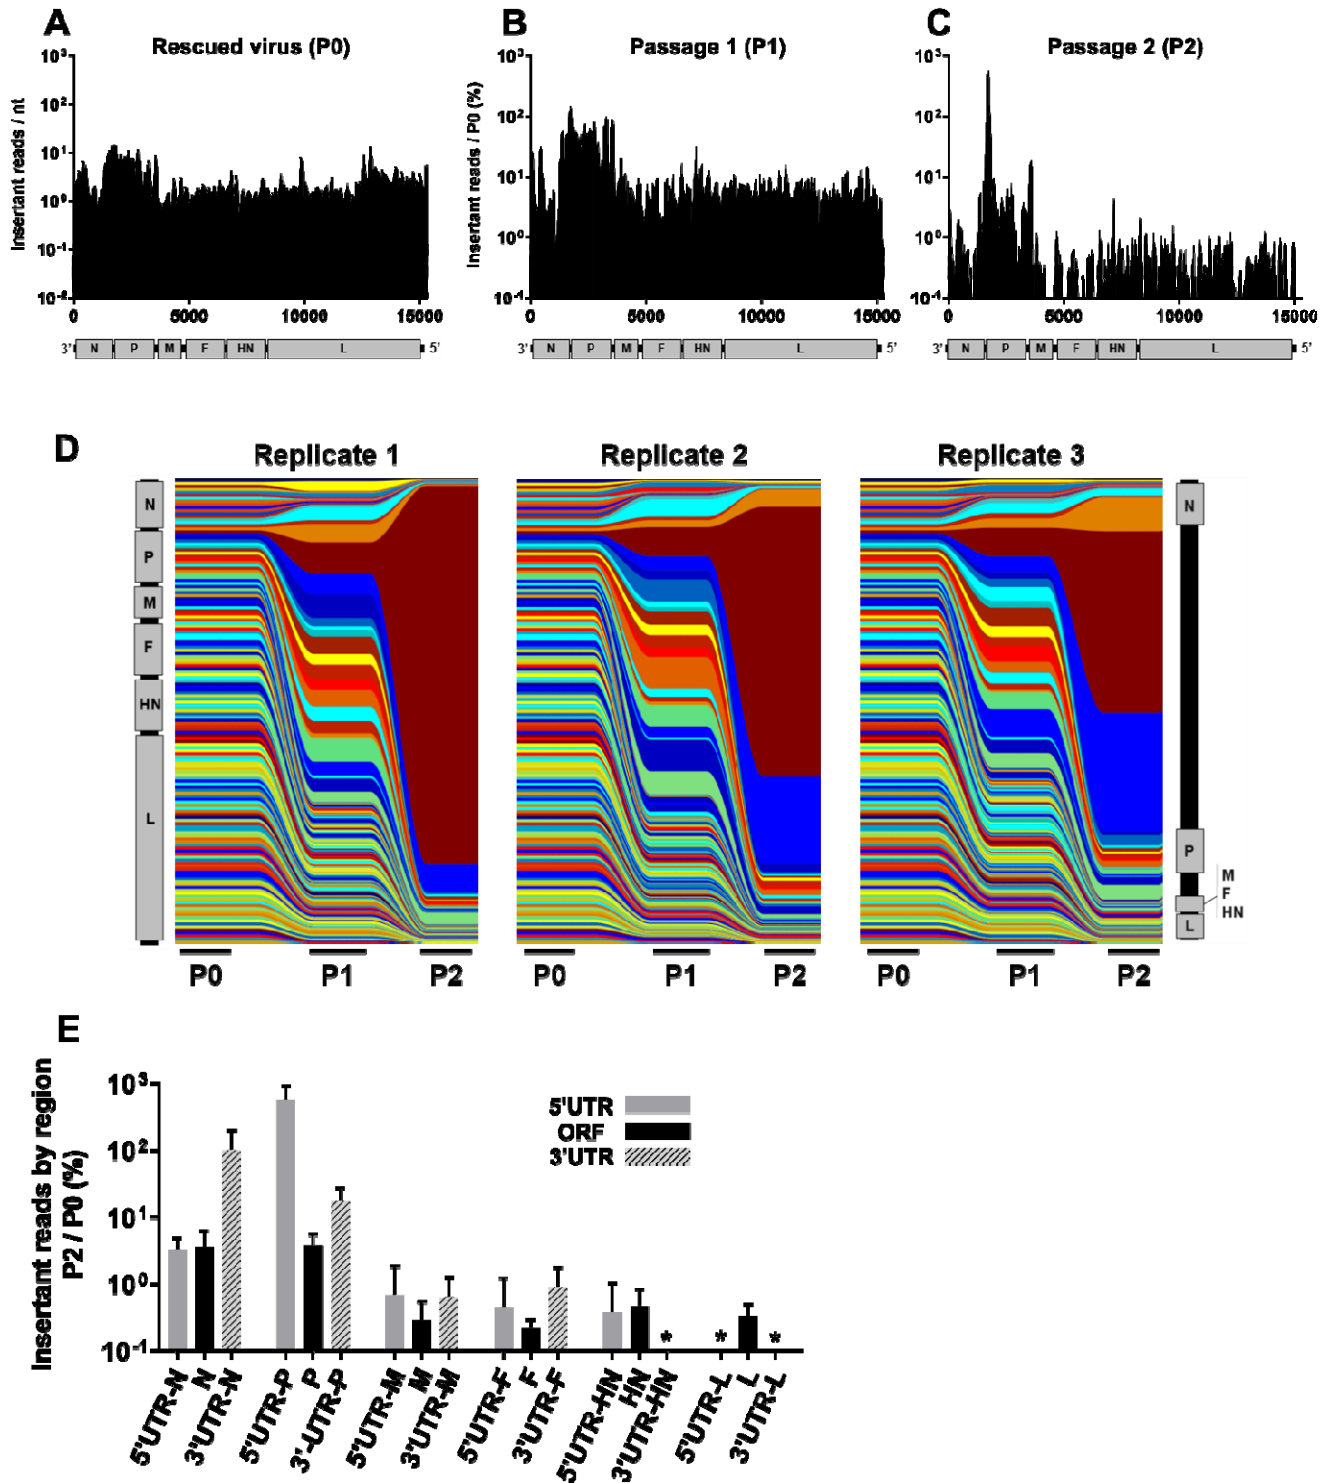 A
Rescued virus (P0)
Insertant reads / nt
10³
10²
10¹
10⁰
10⁻¹
10⁻²
0 5000 10000 15000
3' N P M F HN L 5'
B
Passage 1 (P1)
Insertant reads / P0 (%)
10³
10²
10⁰
10⁻¹
0 5000 10000 15000
3' N P M F HN L 5'
C
Passage 2 (P2)
10³
10²
10¹
10⁰
10⁻¹
0 5000 10000 15000
3' N P M F HN L 5'
D
Replicate 1 Replicate 2 Replicate 3
N
P
M
F
HN
L
N
P
M
F
HN
L
P0 P1 P2 P0 P1 P2 P0 P1 P2
E
Insertant reads by region
P2 / P0 (%)
10³
10²
10¹
10⁰
10⁻¹
5'UTR
ORF
3'UTR
* * *
5'UTR-N N 3'UTR-N 5'UTR-P P 3'-UTR-P 5'UTR-M M 3'UTR-M 5'UTR-F F 3'UTR-F 5'UTR-HN HN 3'UTR-HN 5'UTR-L L 3'UTR-L